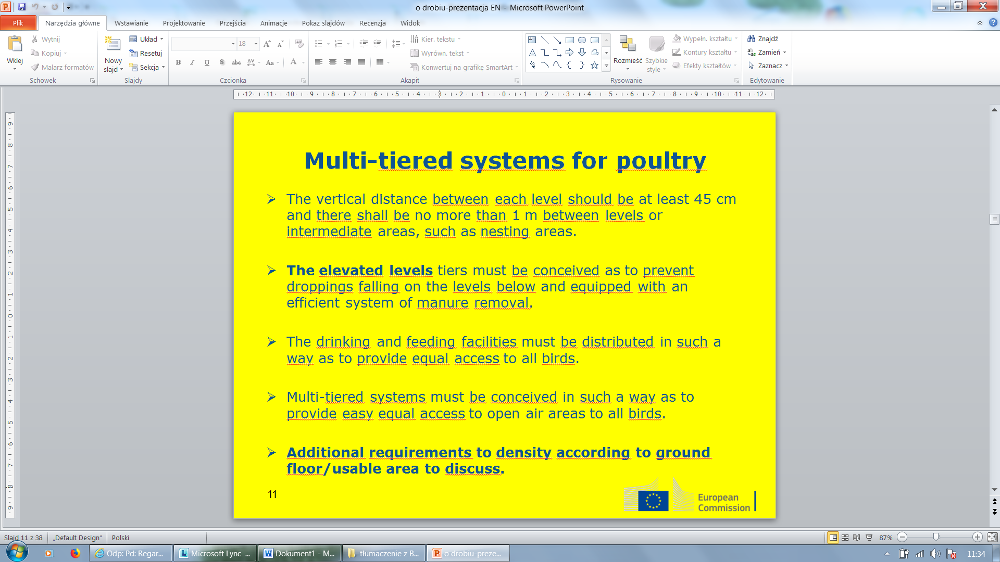 o drobiu-prezentacja EN - Microsoft PowerPoint
Plik Narzędzia główne Wstawianie Projektowanie Przejścia Animacje Pokaz slajdów Recenzja Widok
Wklej
Wytnij
Kopiuj
Malarz formatów
Schowek
Nowy
slajd
Układ
Resetuj
Sekcja
Slajdy
18
B I U S abc AV Aa A
Czcionka
Kier. tekstu
Wyrówn. tekst
Konwertuj na grafikę SmartArt
Akapit
Rozmieść
Szybkie
style
Wypełn. kształtu
Kontury kształtu
Efekty kształtów
Rysowanie
Znajdź
Zamień
Zaznacz
Edytowanie
12 11 10 9 8 7 6 5 4 3 2 1 0 1 2 3 4 5 6 7 8 9 10 11 12
9 8 7 6 5 4 3 2 1 0 1 2 3 4 5 6 7 8 9
Multi-tiered systems for poultry
The vertical distance between each level should be at least 45 cm
and there shall be no more than 1 m between levels or
intermediate areas, such as nesting areas.
The elevated levels tiers must be conceived as to prevent
droppings falling on the levels below and equipped with an
efficient system of manure removal.
The drinking and feeding facilities must be distributed in such a
way as to provide equal access to all birds.
Multi-tiered systems must be conceived in such a way as to
provide easy equal access to open air areas to all birds.
Additional requirements to density according to ground
floor/usable area to discuss.
11
European
Commission
Slajd 11 z 38 „Default Design” Polski 87%
Odp: Pd: Regar... Microsoft Lync ... Dokument1 - M... tłumaczenie z B... o drobiu-preze... 11:34